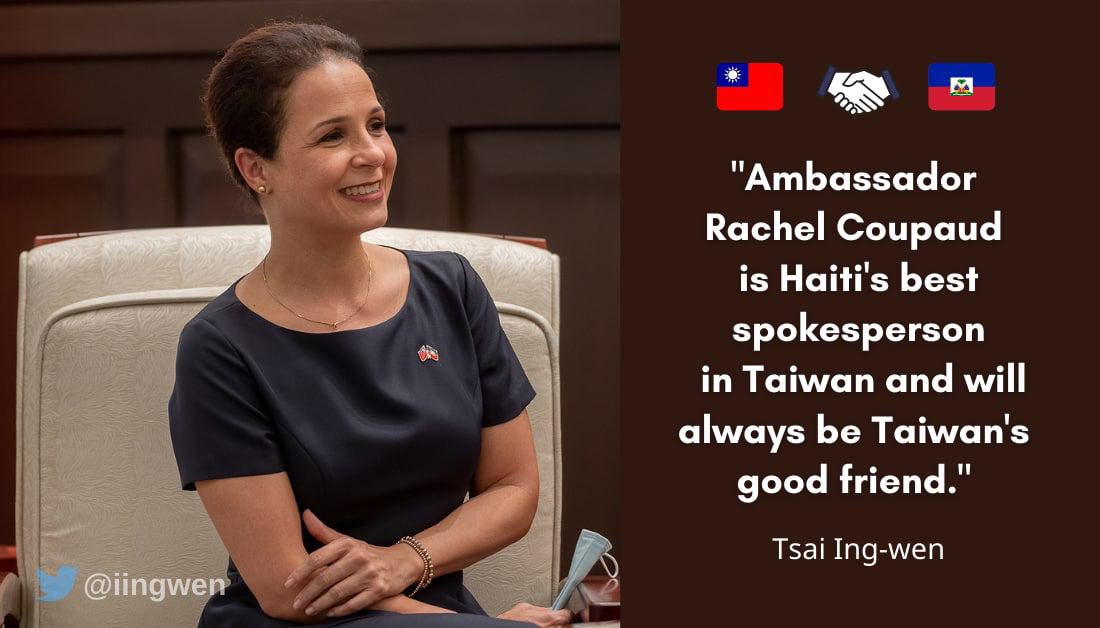 "Ambassador
Rachel Coupaud
is Haiti's best
spokesperson
in Taiwan and will
always be Taiwan's
good friend."
Tsai Ing-wen
@iingwen